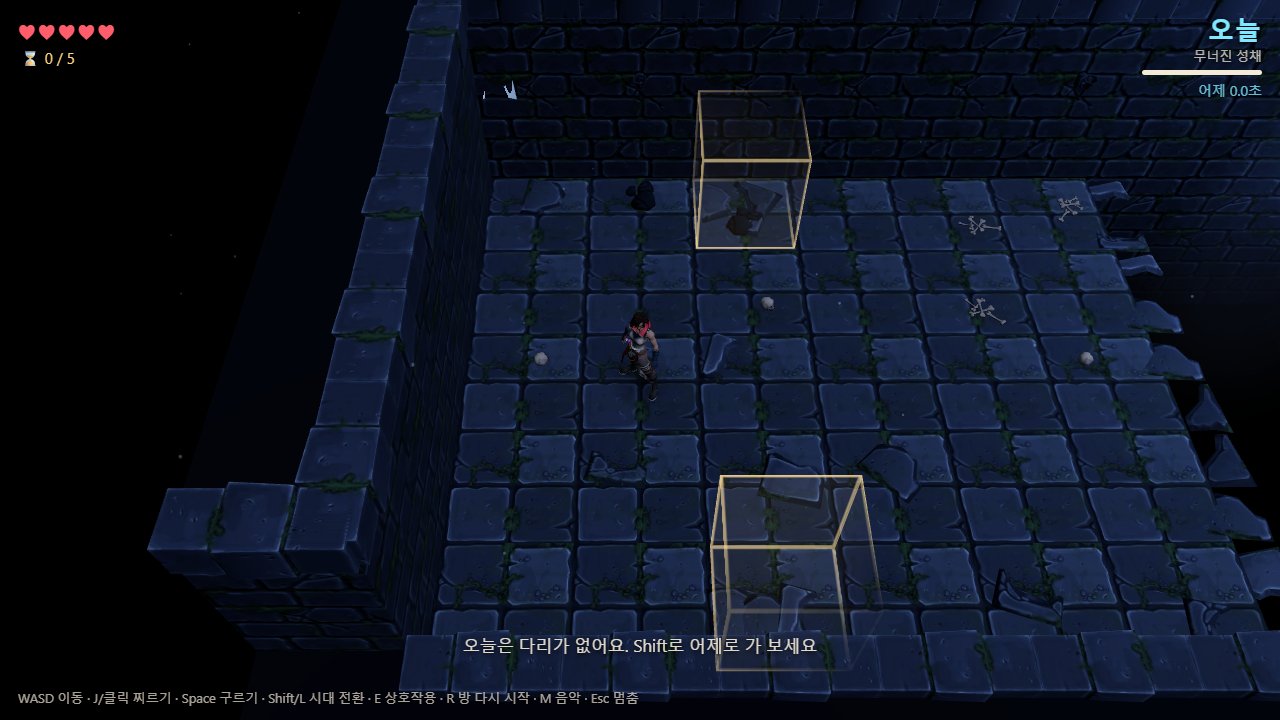 0 / 5
오늘
무너진 성채
어제 0.0초
오늘은 다리가 없어요. Shift로 어제로 가 보세요
WASD 이동 · J/클릭 찌르기 · Space 구르기 · Shift/L 시대 전환 · E 상호작용 · R 방 다시 시작 · M 음악 · Esc 멈춤